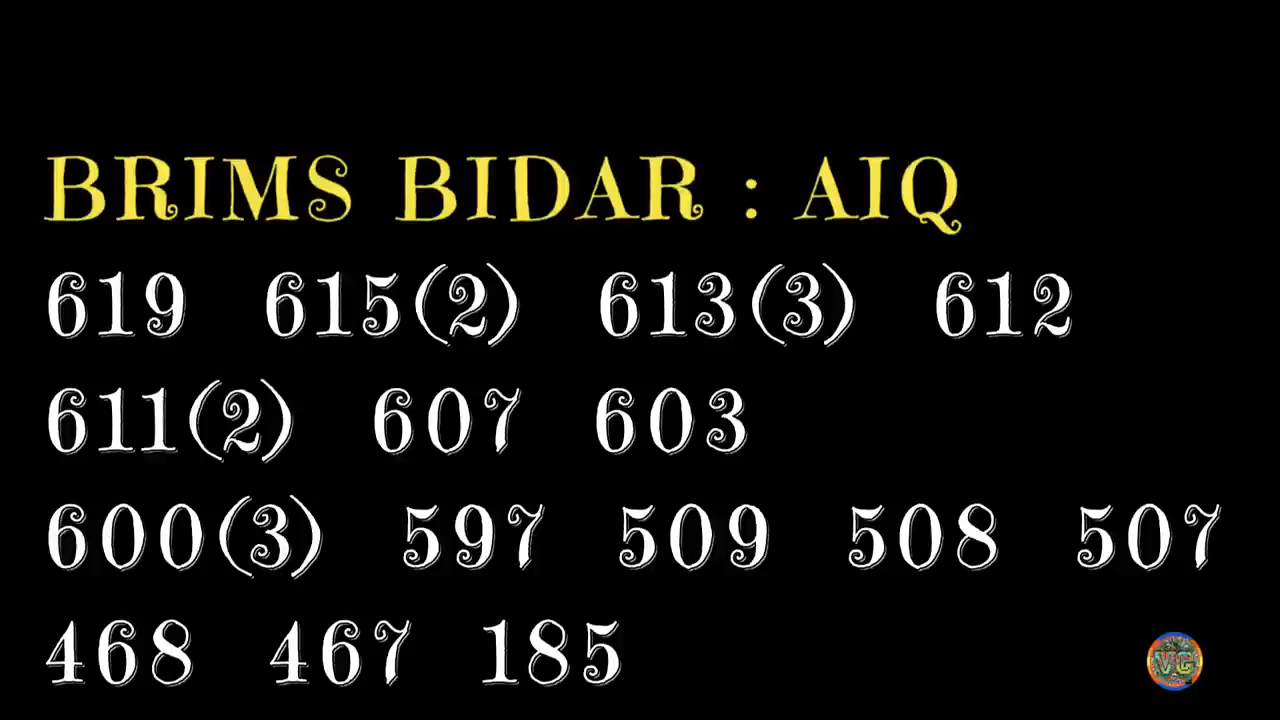 BRIMS BIDAR : AIQ
619 615(2) 613(3) 612
611(2) 607 603
600(3) 597 509 508 507
468 467 185
VC